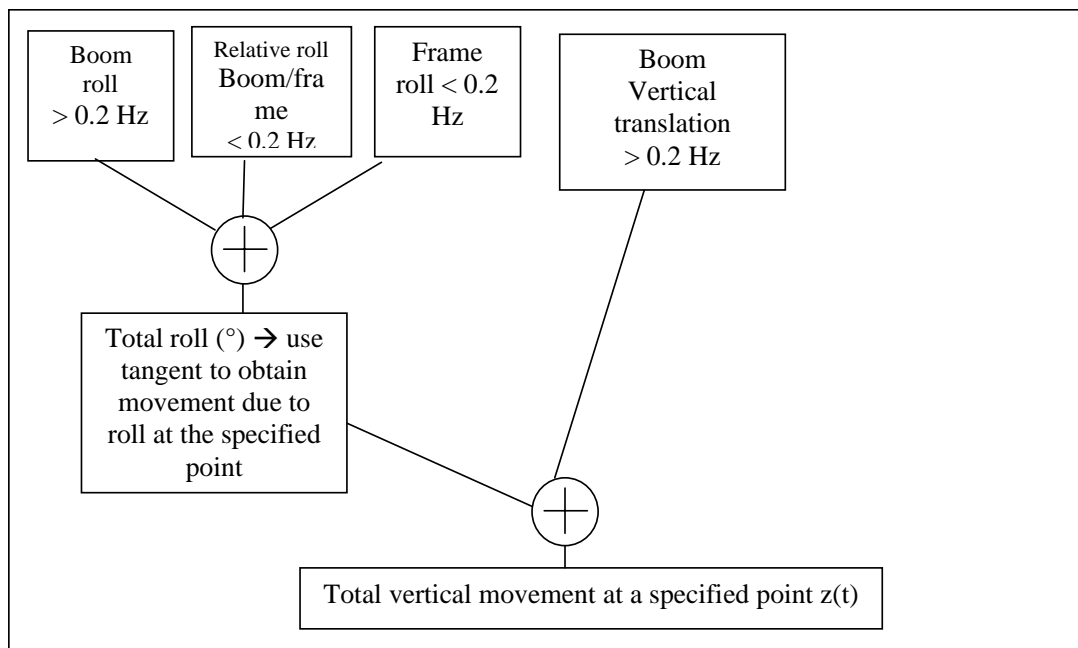 Boom
roll
> 0.2 Hz
Relative roll
Boom/fra
me
< 0.2 Hz
Frame
roll < 0.2
Hz
Boom
Vertical
translation
> 0.2 Hz
Total roll (°) → use
tangent to obtain
movement due to
roll at the specified
point
Total vertical movement at a specified point z(t)